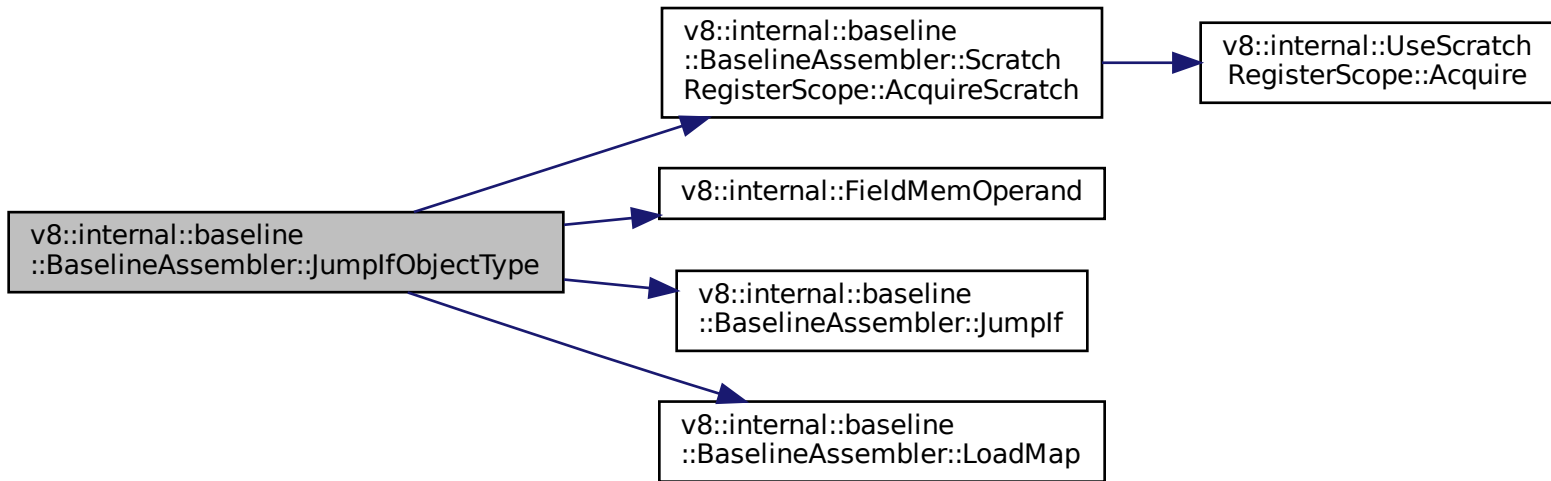 v8::internal::baseline
::BaselineAssembler::JumpIfObjectType
v8::internal::baseline
::BaselineAssembler::Scratch
RegisterScope::AcquireScratch
v8::internal::UseScratch
RegisterScope::Acquire
v8::internal::FieldMemOperand
v8::internal::baseline
::BaselineAssembler::JumpIf
v8::internal::baseline
::BaselineAssembler::LoadMap